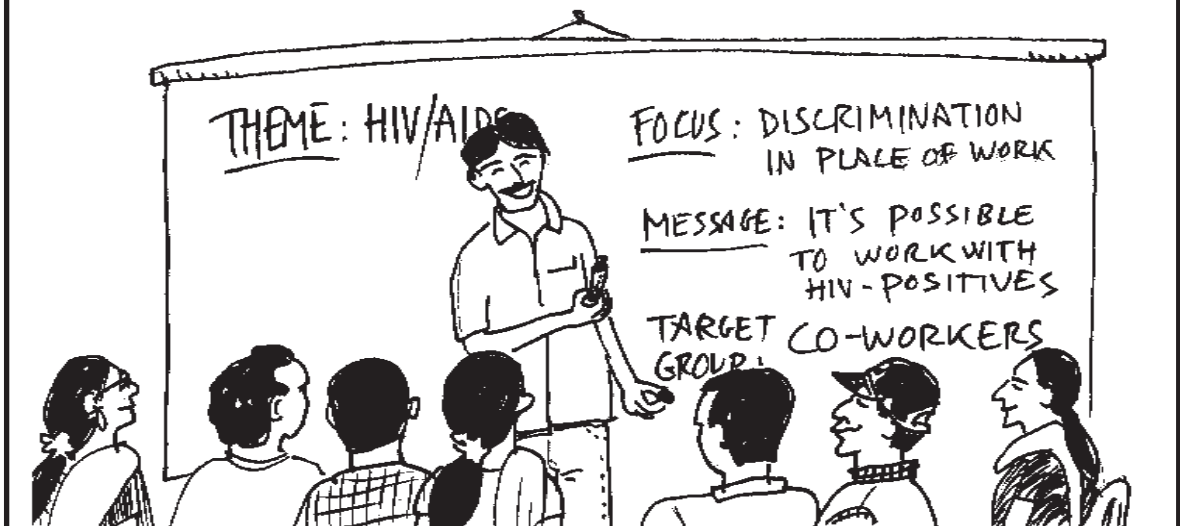 THEME: HIV/AIDS
FOCUS: DISCRIMINATION
IN PLACE OF WORK
MESSAGE: IT'S POSSIBLE
TO WORK WITH
HIV-POSITIVES
TARGET CO-WORKERS
GROUP: